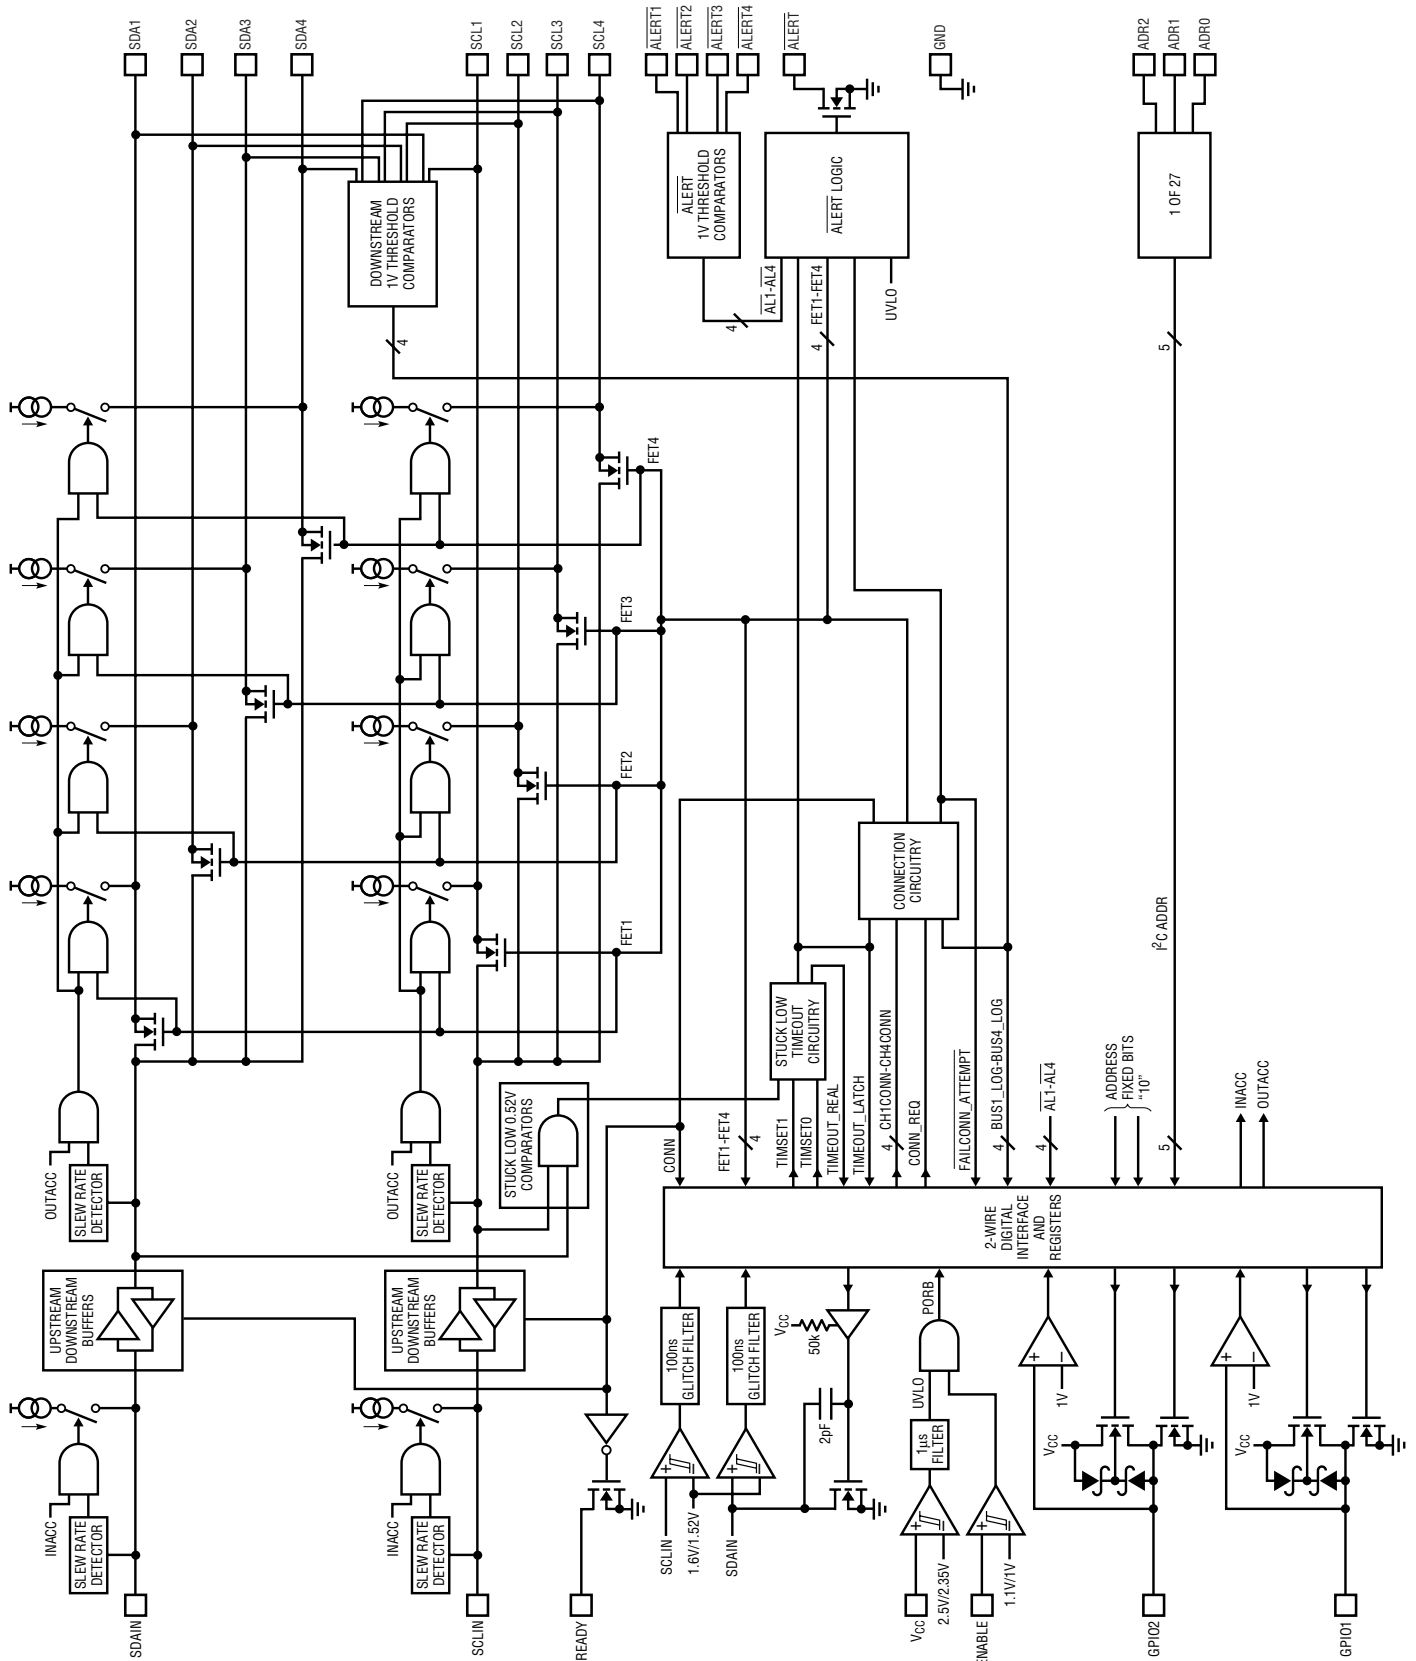 SDA1
SDA2
SDA3
SDA4
SCL1
SCL2
SCL3
SCL4
ALERT1
ALERT2
ALERT3
ALERT4
ALERT
GND
ADR2
ADR1
ADR0
DOWNSTREAM
1V THRESHOLD
COMPARATORS
4
ALERT
1V THRESHOLD
COMPARATORS
4
AL1-AL4
ALERT LOGIC
FET1-FET4
4
UVLO
1 OF 27
5
FET4
FET3
FET2
FET1
CONNECTION
CIRCUITRY
I2C ADDR
STUCK LOW
TIMEOUT
CIRCUITRY
OUTACC
SLEW RATE
DETECTOR
OUTACC
SLEW RATE
DETECTOR
STUCK LOW 0.52V
COMPARATORS
CONN
FET1-FET4
4
TIMSET1
TIMSET0
TIMEOUT_REAL
TIMEOUT_LATCH
CH1CONN-CH4CONN
4
CONN_REQ
FAILCONN_ATTEMPT
BUS1_LOG-BUS4_LOG
4
AL1-AL4
4
ADDRESS
FIXED BITS
“10”
5
INACC
OUTACC
2-WIRE
DIGITAL
INTERFACE
AND
REGISTERS
UPSTREAM
DOWNSTREAM
BUFFERS
UPSTREAM
DOWNSTREAM
BUFFERS
100ns
GLITCH FILTER
100ns
GLITCH FILTER
VCC
50k
2pF
PORB
UVLO
1µs
FILTER
+
–
1V
VCC
+
–
1V
VCC
INACC
SLEW RATE
DETECTOR
INACC
SLEW RATE
DETECTOR
+
–
SCLIN
1.6V/1.52V
+
–
SDAIN
+
–
2.5V/2.35V
+
–
1.1V/1V
SDAIN
SCLIN
READY
VCC
ENABLE
GPIO2
GPIO1